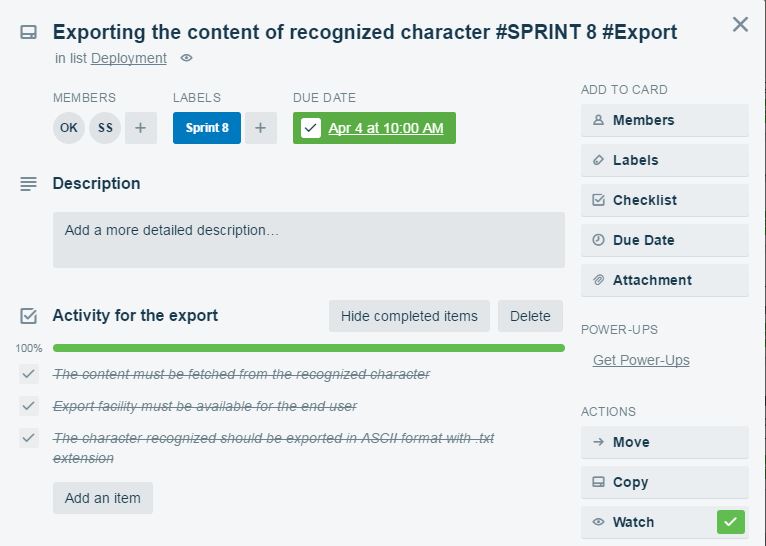 Exporting the content of recognized character #SPRINT 8 #Export
in list Deployment
MEMBERS
LABELS
DUE DATE
OK
SS
+
Sprint 8
+
Apr 4 at 10:00 AM
Description
Add a more detailed description…
Activity for the export
Hide completed items
Delete
100%
The content must be fetched from the recognized character
Export facility must be available for the end user
The character recognized should be exported in ASCII format with .txt
extension
Add an item
ADD TO CARD
Members
Labels
Checklist
Due Date
Attachment
POWER-UPS
Get Power-Ups
ACTIONS
Move
Copy
Watch